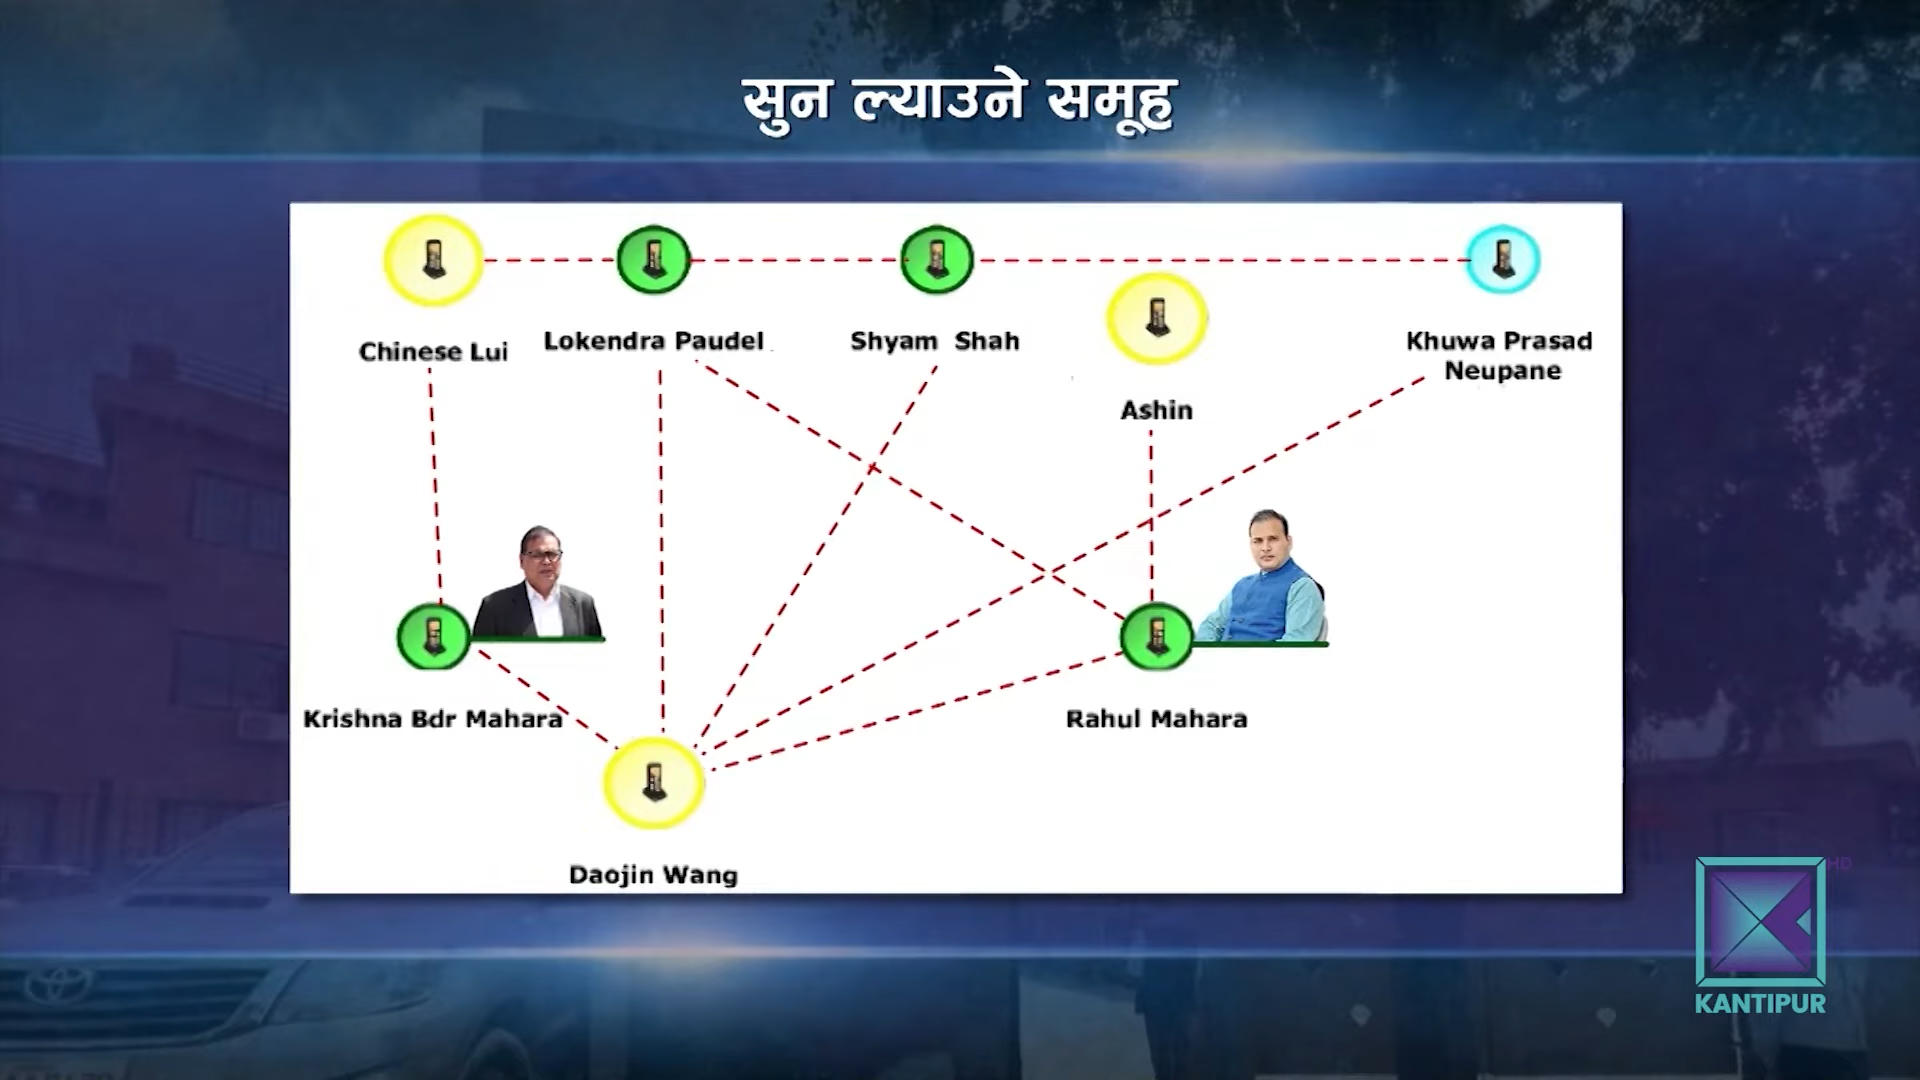 सुन ल्याउने समूह
Chinese Lui
Lokendra Paudel
Shyam Shah
Ashin
Khuwa Prasad
Neupane
Krishna Bdr Mahara
Rahul Mahara
Daojin Wang
HD
KANTIPUR